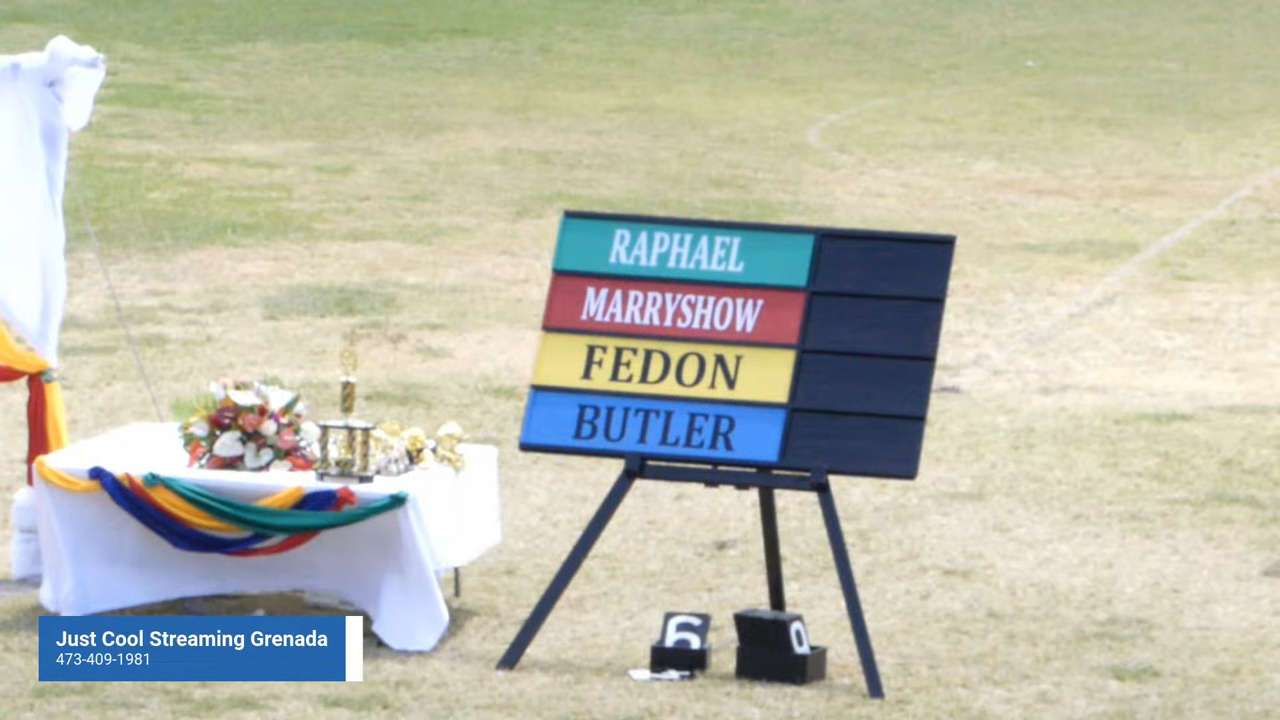 RAPHAEL
MARRYSHOW
FEDON
BUTLER
6
0
Just Cool Streaming Grenada
473-409-1981